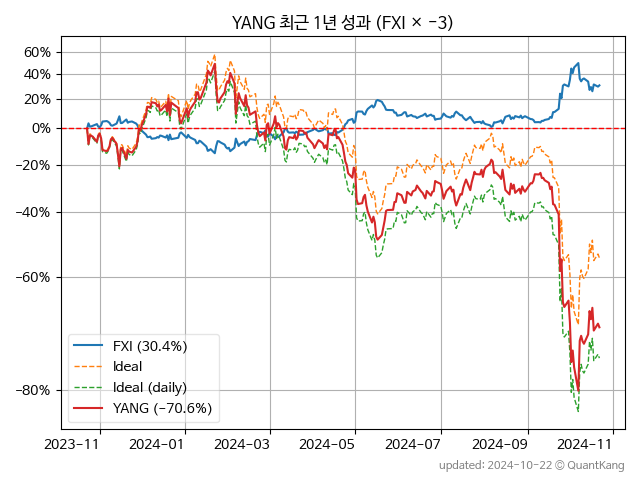 YANG 최근 1년 성과 (FXI × −3)
60%
40%
20%
0%
−20%
−40%
−60%
−80%
FXI (30.4%)
Ideal
Ideal (daily)
YANG (−70.6%)
2023-11 2024-01 2024-03 2024-05 2024-07 2024-09 2024-11
updated: 2024-10-22 © QuantKang